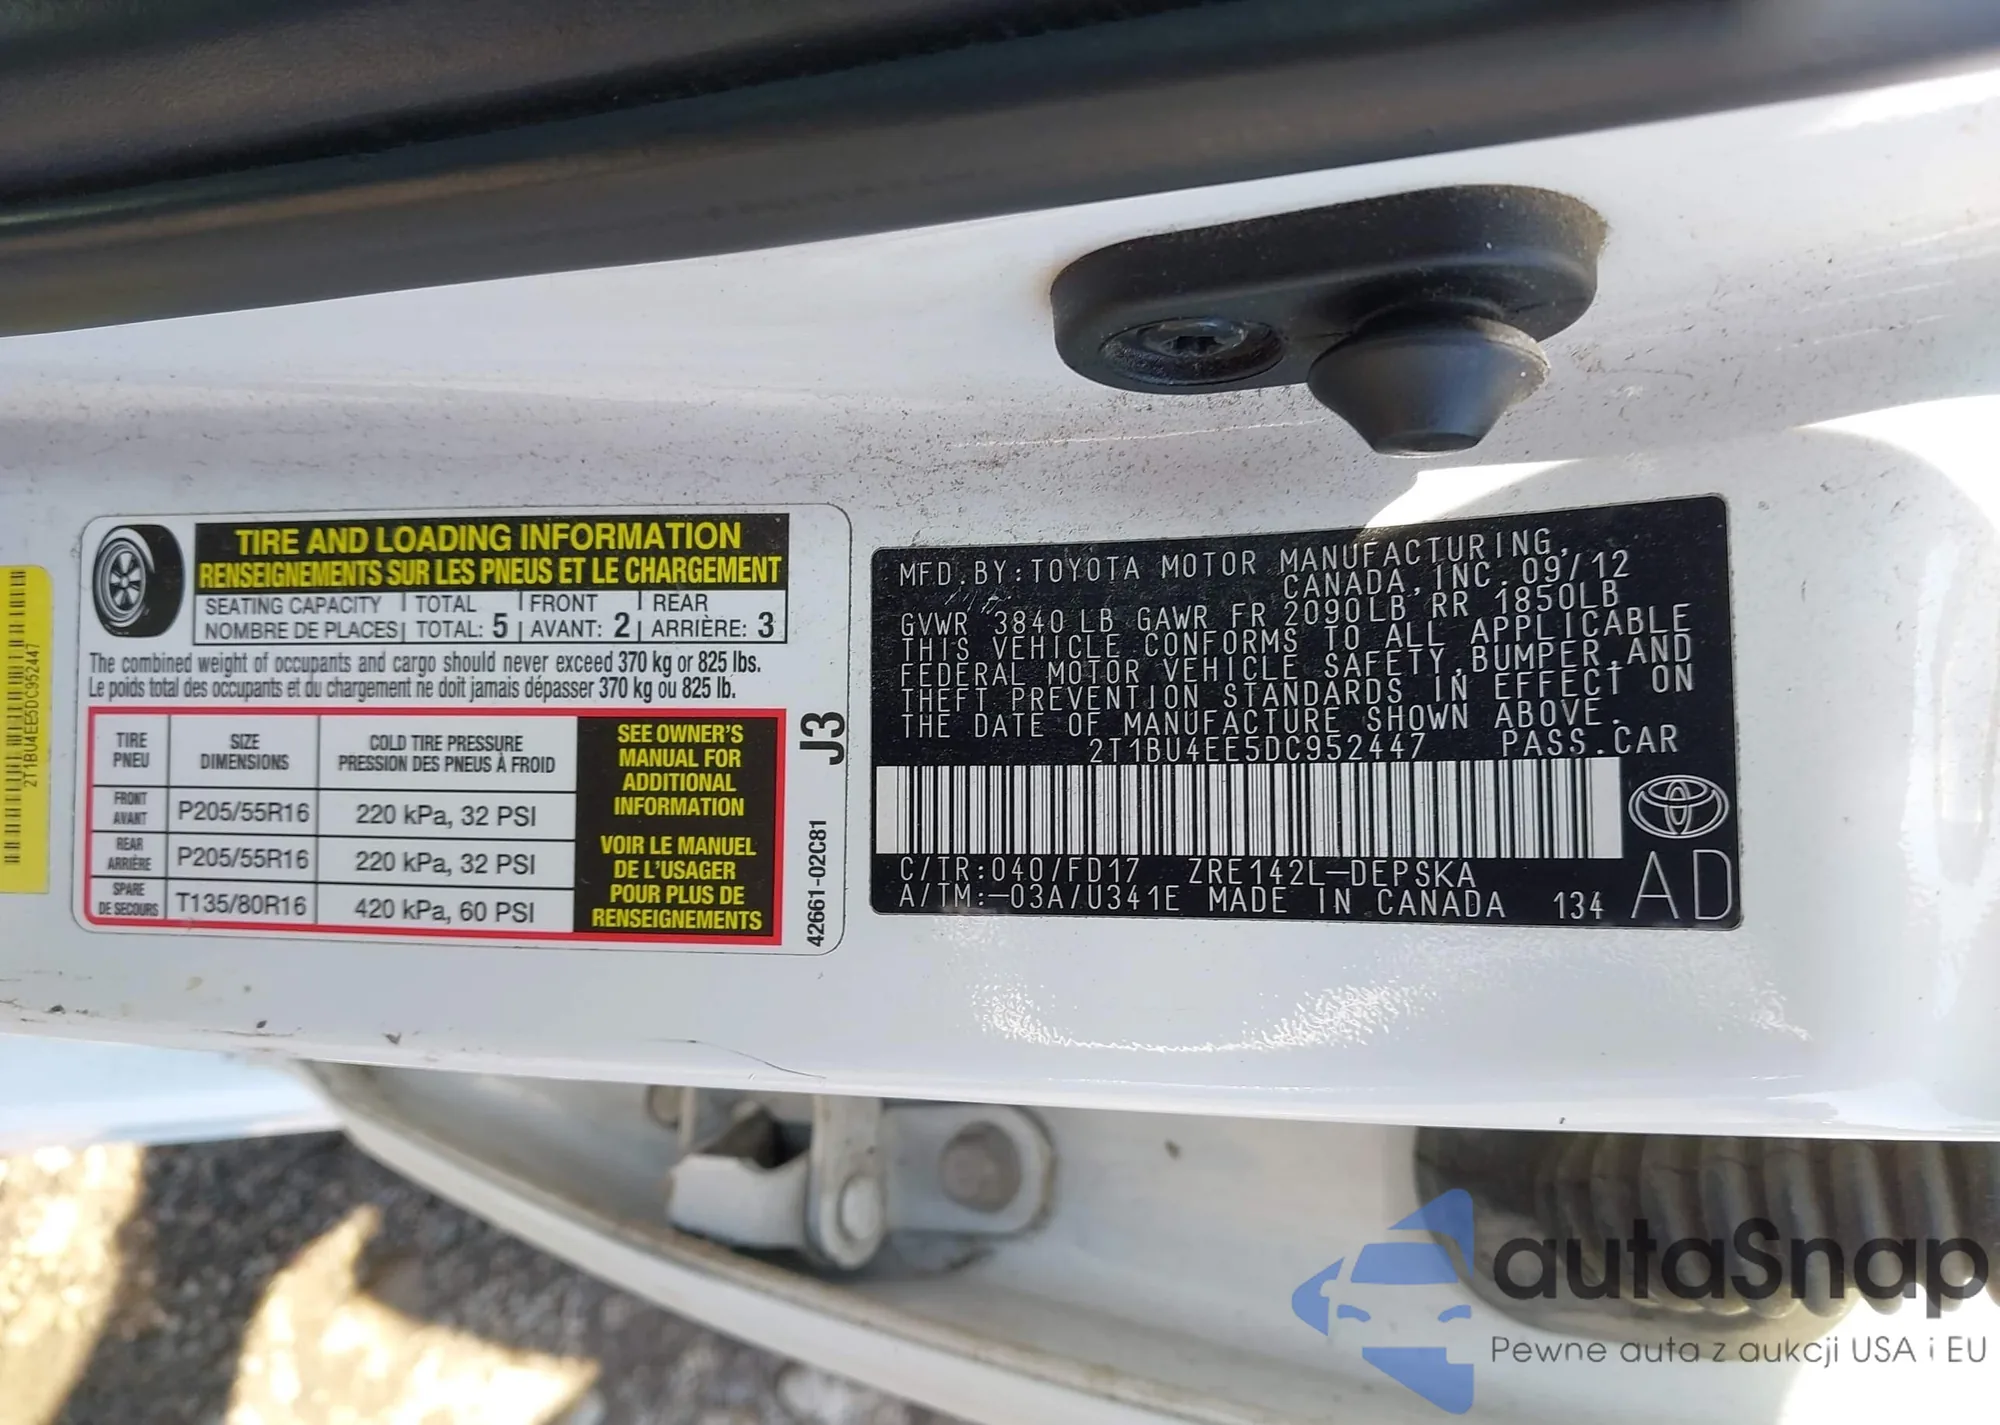 2T1BU4EE5DC952447
TIRE AND LOADING INFORMATION
RENSEIGNEMENTS SUR LES PNEUS ET LE CHARGEMENT
SEATING CAPACITY TOTAL FRONT REAR
NOMBRE DE PLACES TOTAL: 5 AVANT: 2 ARRIÈRE: 3
The combined weight of occupants and cargo should never exceed 370 kg or 825 lbs.
Le poids total des occupants et du chargement ne doit jamais dépasser 370 kg ou 825 lb.
TIRE SIZE COLD TIRE PRESSURE
PNEU DIMENSIONS PRESSION DES PNEUS À FROID
FRONT
AVANT P205/55R16 220 kPa, 32 PSI
REAR
ARRIÈRE P205/55R16 220 kPa, 32 PSI
SPARE
DE SECOURS T135/80R16 420 kPa, 60 PSI
SEE OWNER'S
MANUAL FOR
ADDITIONAL
INFORMATION
VOIR LE MANUEL
DE L'USAGER
POUR PLUS DE
RENSEIGNEMENTS
J3
42661-02C81
MFD.BY:TOYOTA MOTOR MANUFACTURING,
CANADA,INC.09/12
GVWR 3840 LB GAWR FR 2090LB RR 1850LB
THIS VEHICLE CONFORMS TO ALL APPLICABLE
FEDERAL MOTOR VEHICLE SAFETY,BUMPER,AND
THEFT PREVENTION STANDARDS IN EFFECT ON
THE DATE OF MANUFACTURE SHOWN ABOVE.
2T1BU4EE5DC952447 PASS.CAR
C/TR:040/FD17 ZRE142L-DEPSKA
A/TM:-03A/U341E MADE IN CANADA 134
AD
autaSnap
Pewne auta z aukcji USA i EU